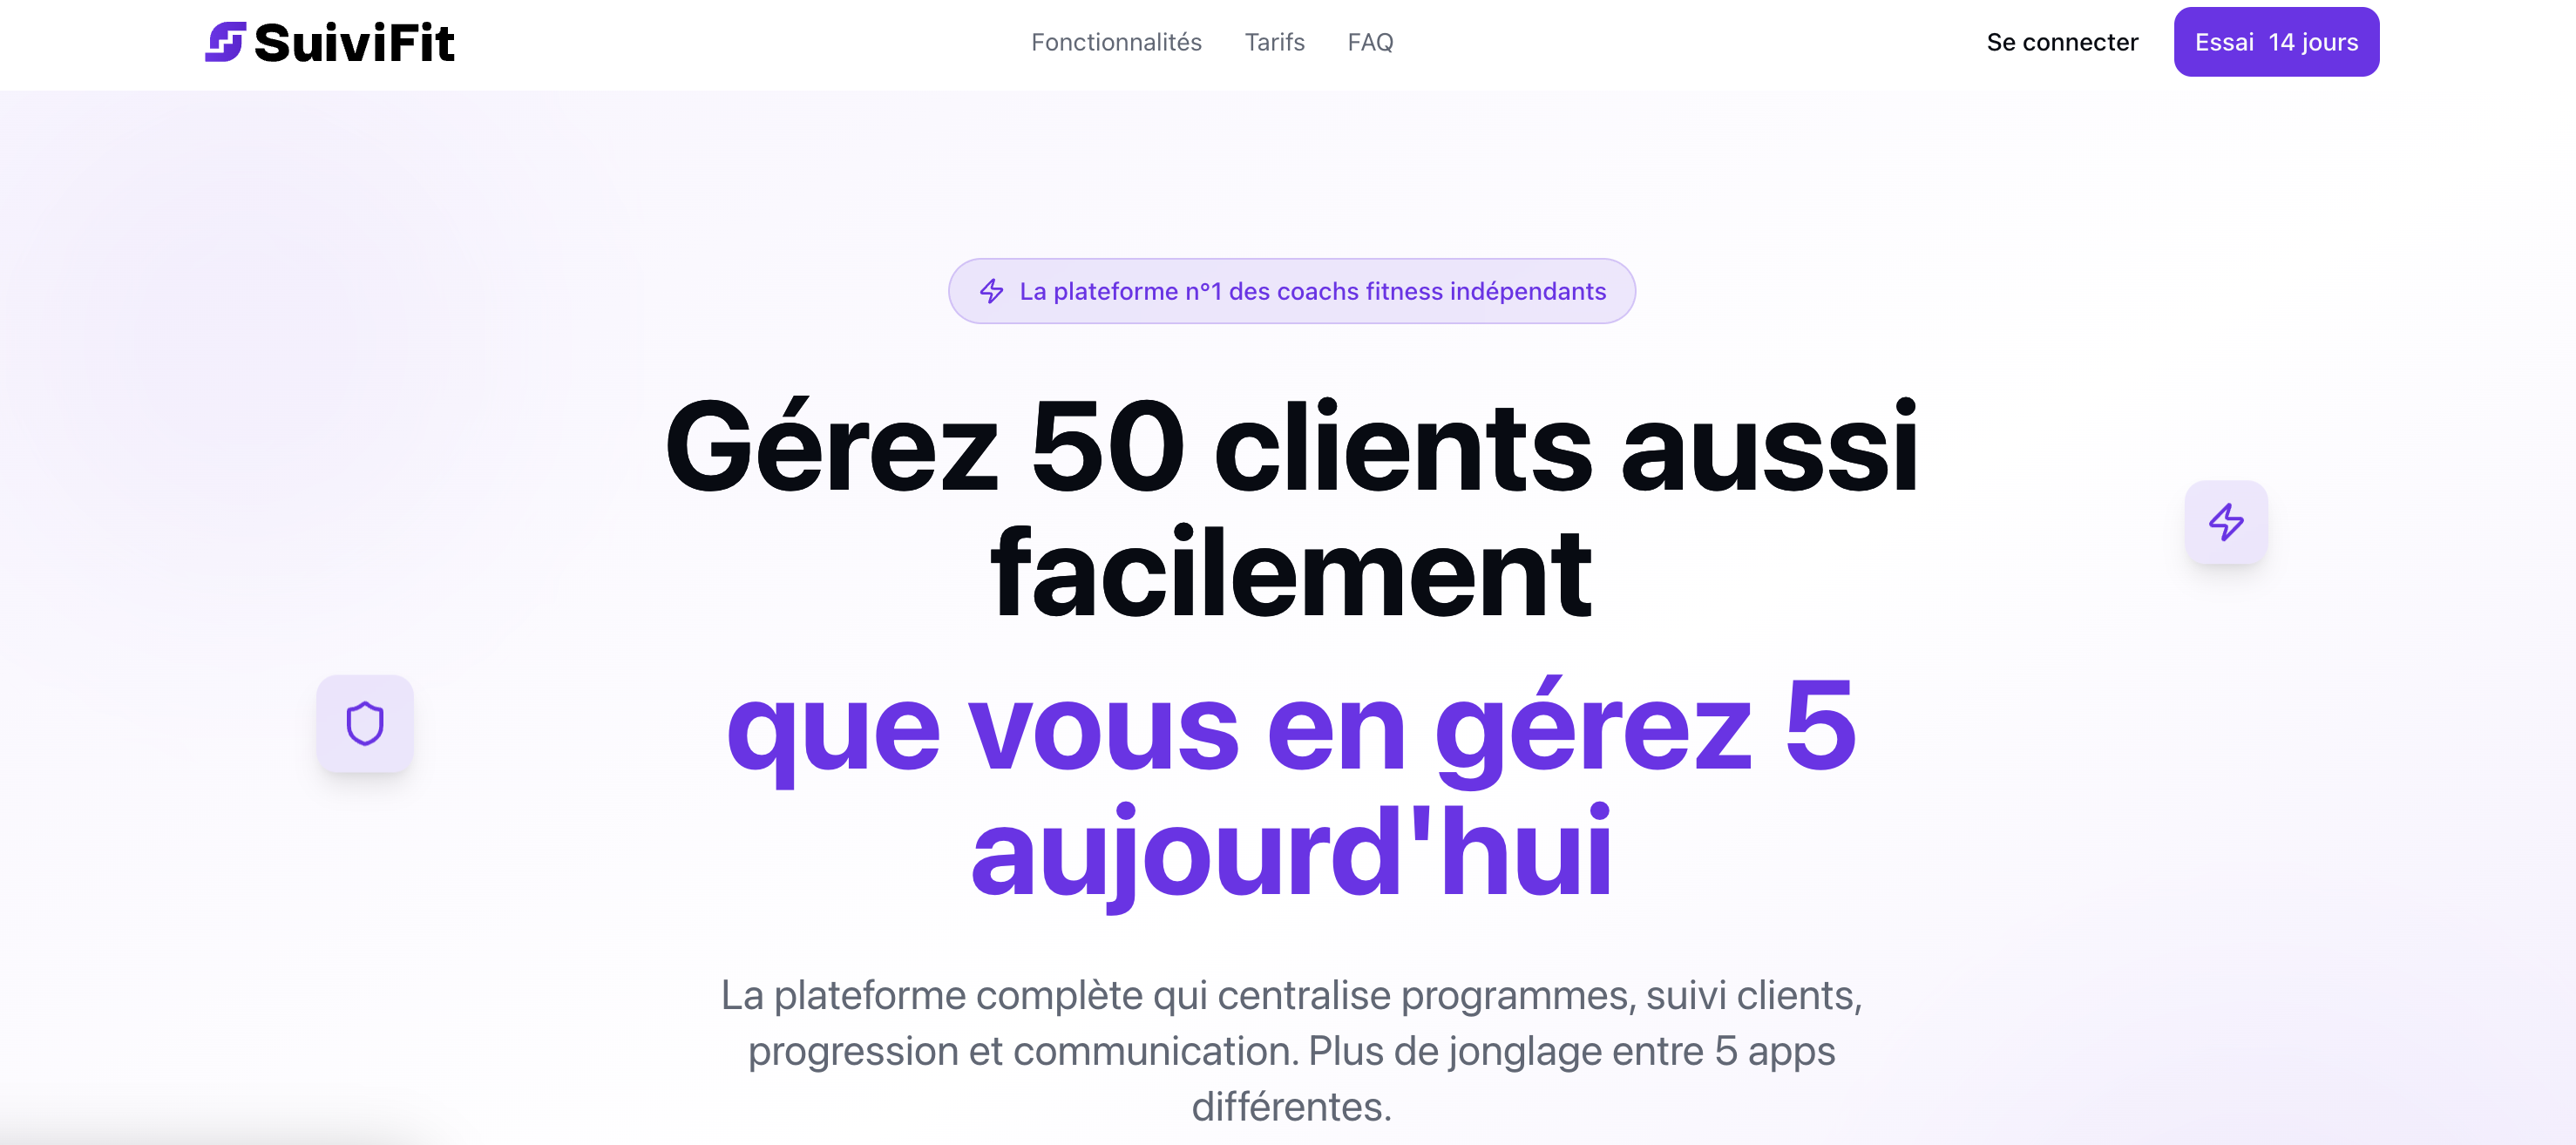 SuiviFit
Fonctionnalités
Tarifs
FAQ
Se connecter
Essai 14 jours
La plateforme n°1 des coachs fitness indépendants
Gérez 50 clients aussi
facilement
que vous en gérez 5
aujourd'hui
La plateforme complète qui centralise programmes, suivi clients,
progression et communication. Plus de jonglage entre 5 apps
différentes.